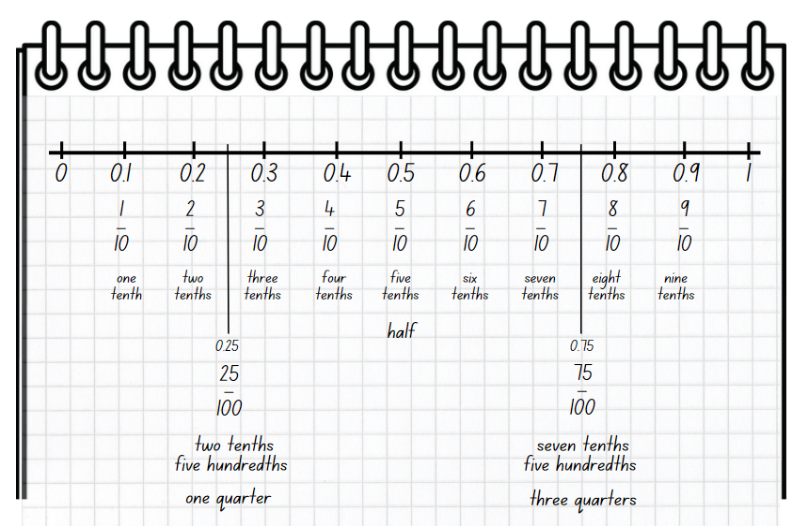 0 0.1 0.2 0.3 0.4 0.5 0.6 0.7 0.8 0.9 1
1 2 3 4 5 6 7 8 9
10 10 10 10 10 10 10 10 10
one two three four five six seven eight nine
tenth tenths tenths tenths tenths tenths tenths tenths tenths
half
0.25 0.75
25 75
100 100
two tenths seven tenths
five hundredths five hundredths
one quarter three quarters